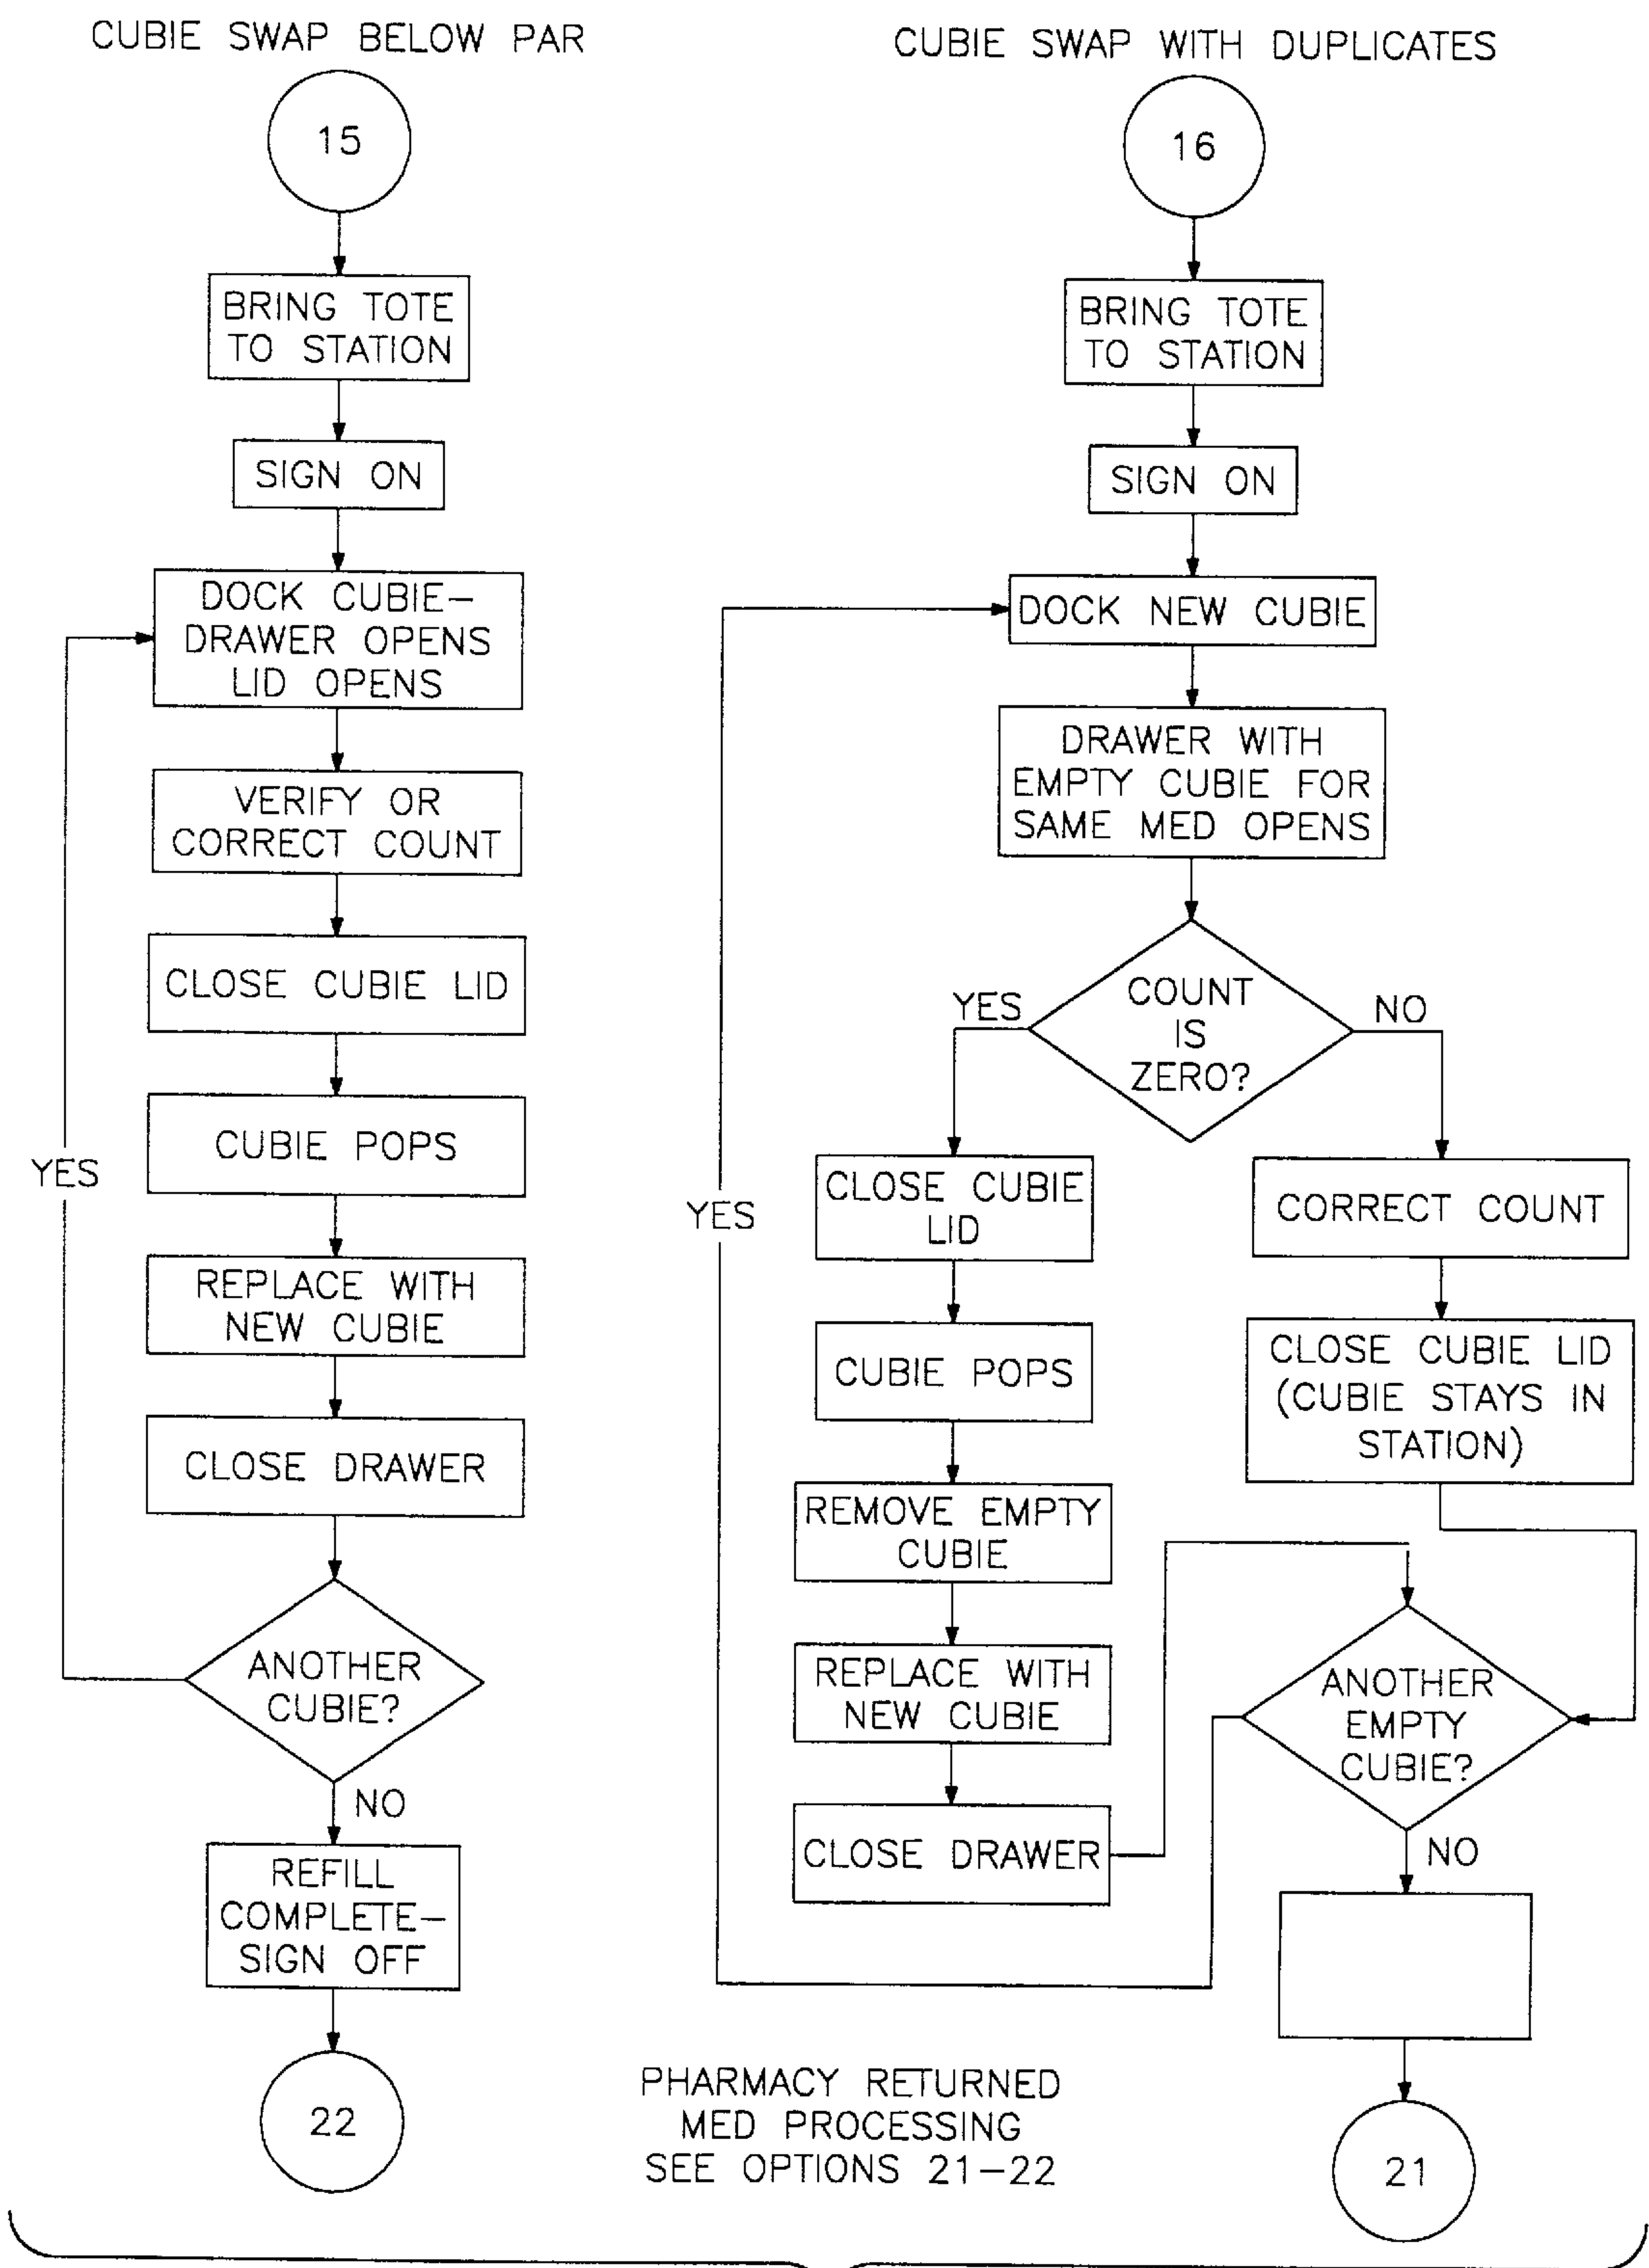 CUBIE SWAP BELOW PAR
15
BRING TOTE
TO STATION
SIGN ON
DOCK CUBIE–
DRAWER OPENS
LID OPENS
VERIFY OR
CORRECT COUNT
CLOSE CUBIE LID
CUBIE POPS
YES
REPLACE WITH
NEW CUBIE
CLOSE DRAWER
ANOTHER
CUBIE?
NO
REFILL
COMPLETE–
SIGN OFF
22
CUBIE SWAP WITH DUPLICATES
16
BRING TOTE
TO STATION
SIGN ON
DOCK NEW CUBIE
DRAWER WITH
EMPTY CUBIE FOR
SAME MED OPENS
COUNT
IS
ZERO?
YES
NO
YES
CLOSE CUBIE
LID
CUBIE POPS
REMOVE EMPTY
CUBIE
REPLACE WITH
NEW CUBIE
CLOSE DRAWER
CORRECT COUNT
CLOSE CUBIE LID
(CUBIE STAYS IN
STATION)
ANOTHER
EMPTY
CUBIE?
NO
21
PHARMACY RETURNED
MED PROCESSING
SEE OPTIONS 21–22